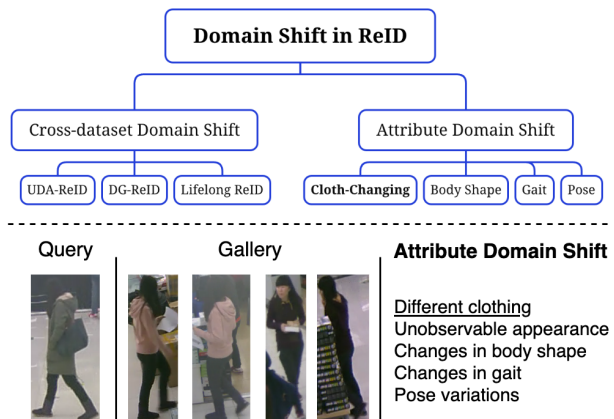 Domain Shift in ReID
Cross-dataset Domain Shift
Attribute Domain Shift
UDA-ReID
DG-ReID
Lifelong ReID
Cloth-Changing
Body Shape
Gait
Pose
Query
Gallery
Attribute Domain Shift
Different clothing
Unobservable appearance
Changes in body shape
Changes in gait
Pose variations